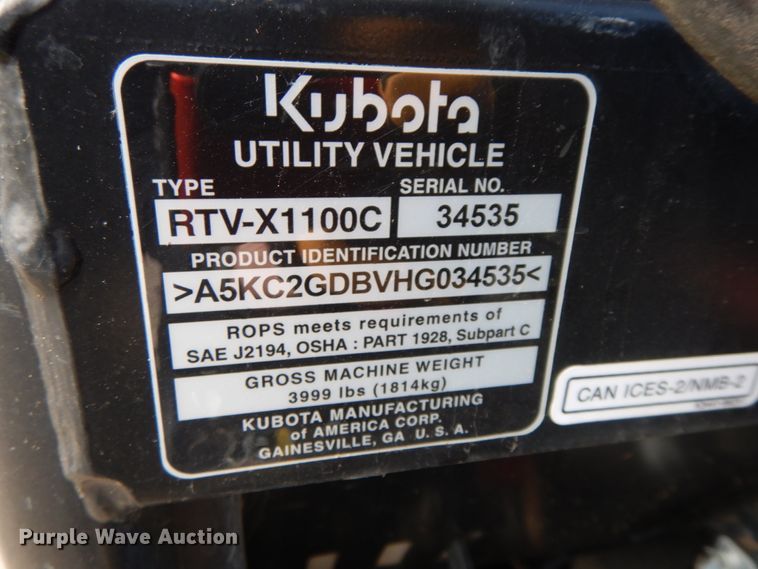 Kubota
UTILITY VEHICLE
TYPE SERIAL NO.
RTV-X1100C 34535
PRODUCT IDENTIFICATION NUMBER
>A5KC2GDBVHG034535<
ROPS meets requirements of
SAE J2194, OSHA : PART 1928, Subpart C
GROSS MACHINE WEIGHT
3999 lbs (1814kg)
KUBOTA MANUFACTURING
of AMERICA CORP.
GAINESVILLE, GA U. S. A.
CAN ICES-2/NMB-2
Purple Wave Auction